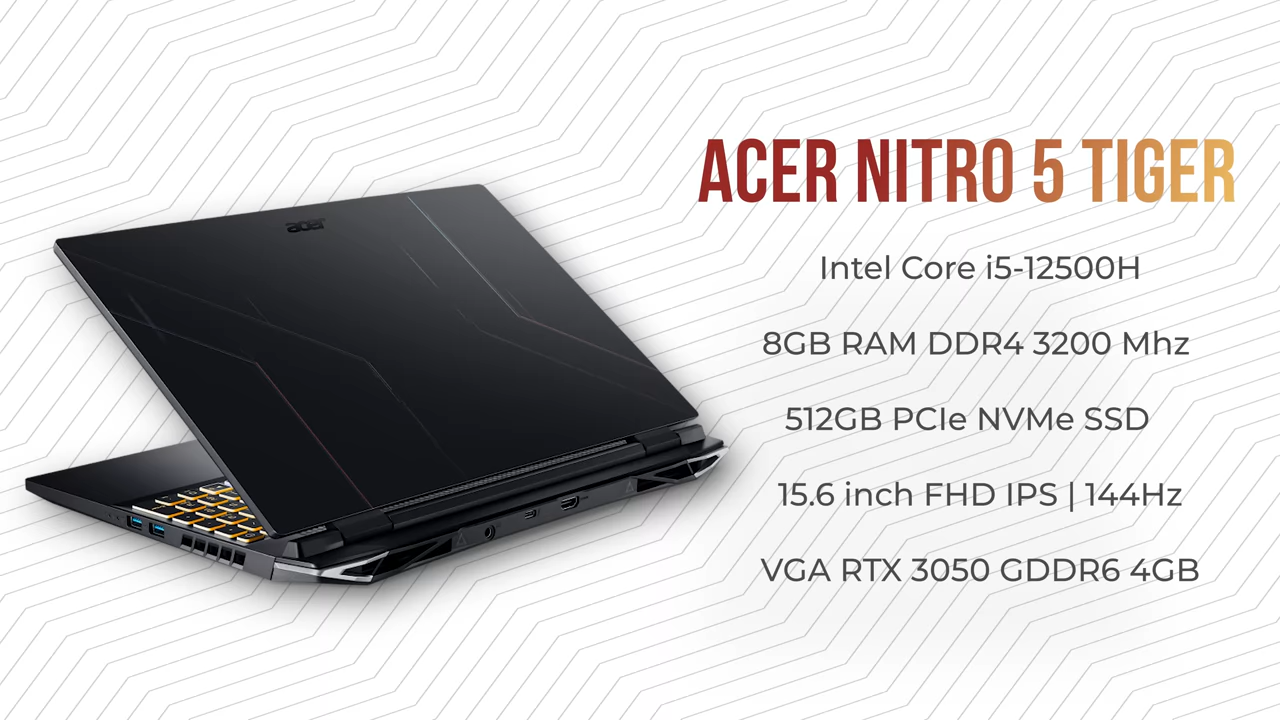 acer
ACER NITRO 5 TIGER
Intel Core i5-12500H
8GB RAM DDR4 3200 Mhz
512GB PCIe NVMe SSD
15.6 inch FHD IPS | 144Hz
VGA RTX 3050 GDDR6 4GB